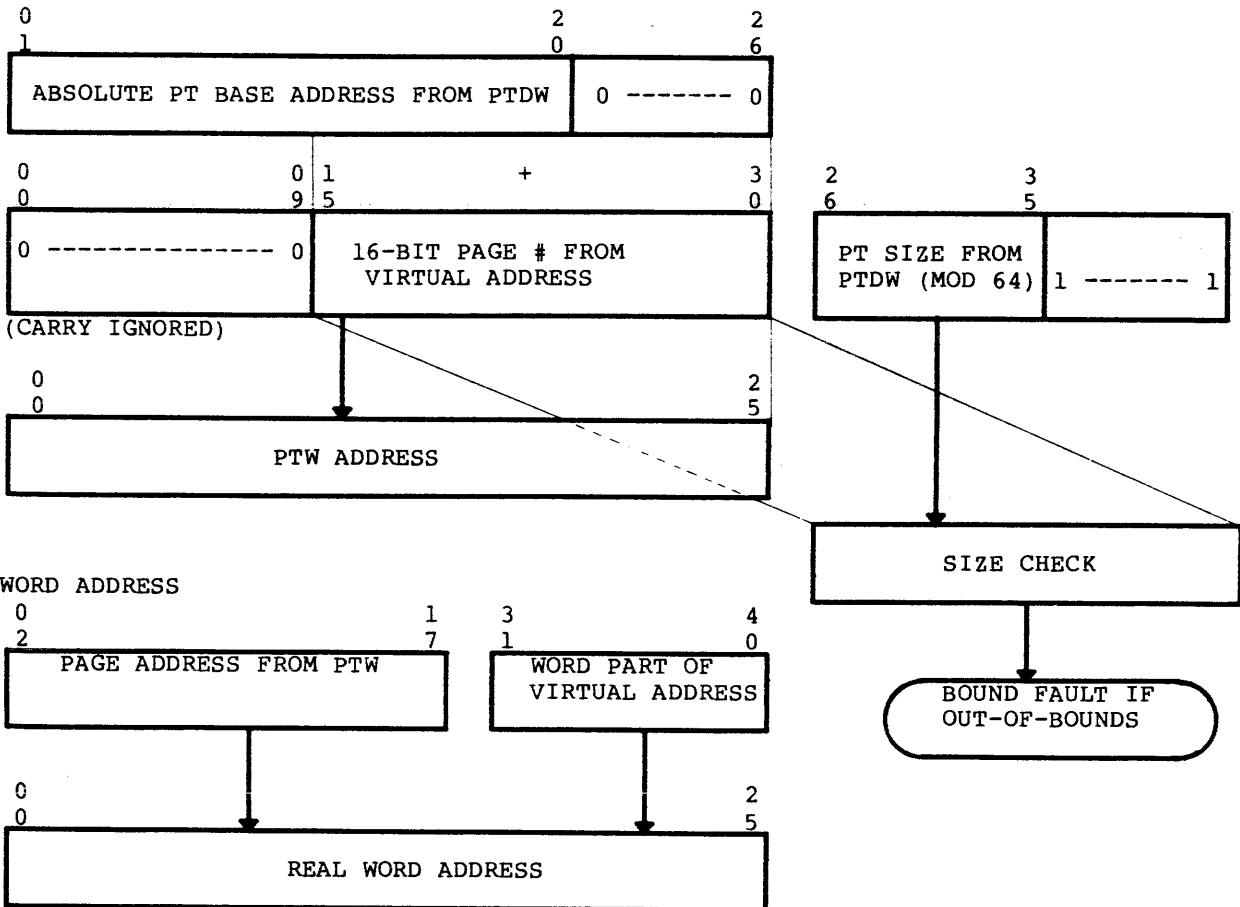 0 2 2
1 0 6
ABSOLUTE PT BASE ADDRESS FROM PTDW 0 ------- 0
0 0 1 + 3 2 3
0 9 5 0 6 5
0 --------------- 0 16-BIT PAGE # FROM
VIRTUAL ADDRESS
PT SIZE FROM
PTDW (MOD 64) 1 ------- 1
(CARRY IGNORED)
0 2
0 5
PTW ADDRESS
SIZE CHECK
WORD ADDRESS
0 1 3 4
2 7 1 0
PAGE ADDRESS FROM PTW
WORD PART OF
VIRTUAL ADDRESS
BOUND FAULT IF
OUT-OF-BOUNDS
0 2
0 5
REAL WORD ADDRESS